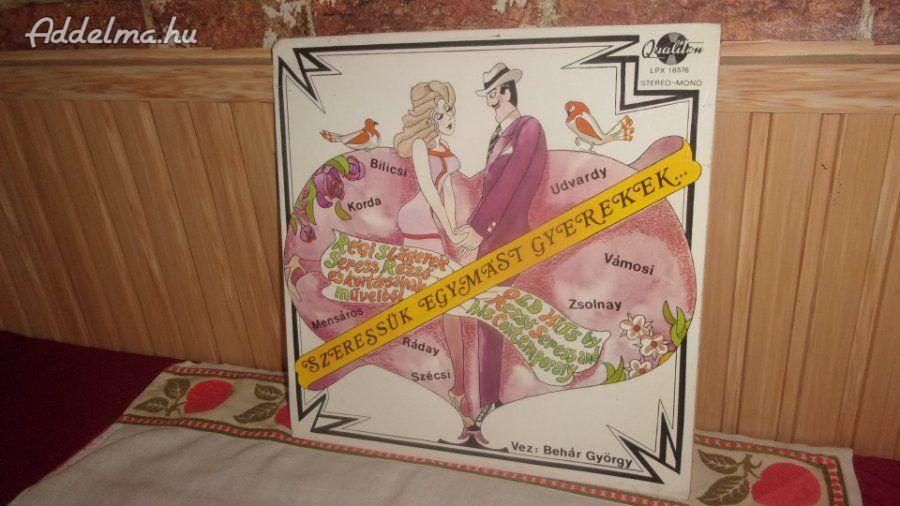 Addelma.hu
Qualiton
LPX 16576
STEREO-MONO
Bilicsi
Korda
Udvardy
SZERESSÜK EGYMÁST GYEREKEK...
RÉGI SLÁGEREK
SERESS REZSŐ
és kortársainak
műveiből
Vámosi
Zsolnay
OLD HITS by
Rezső Seress and
his Contemporary
Mensáros
Ráday
Szécsi
Vez: Behár György